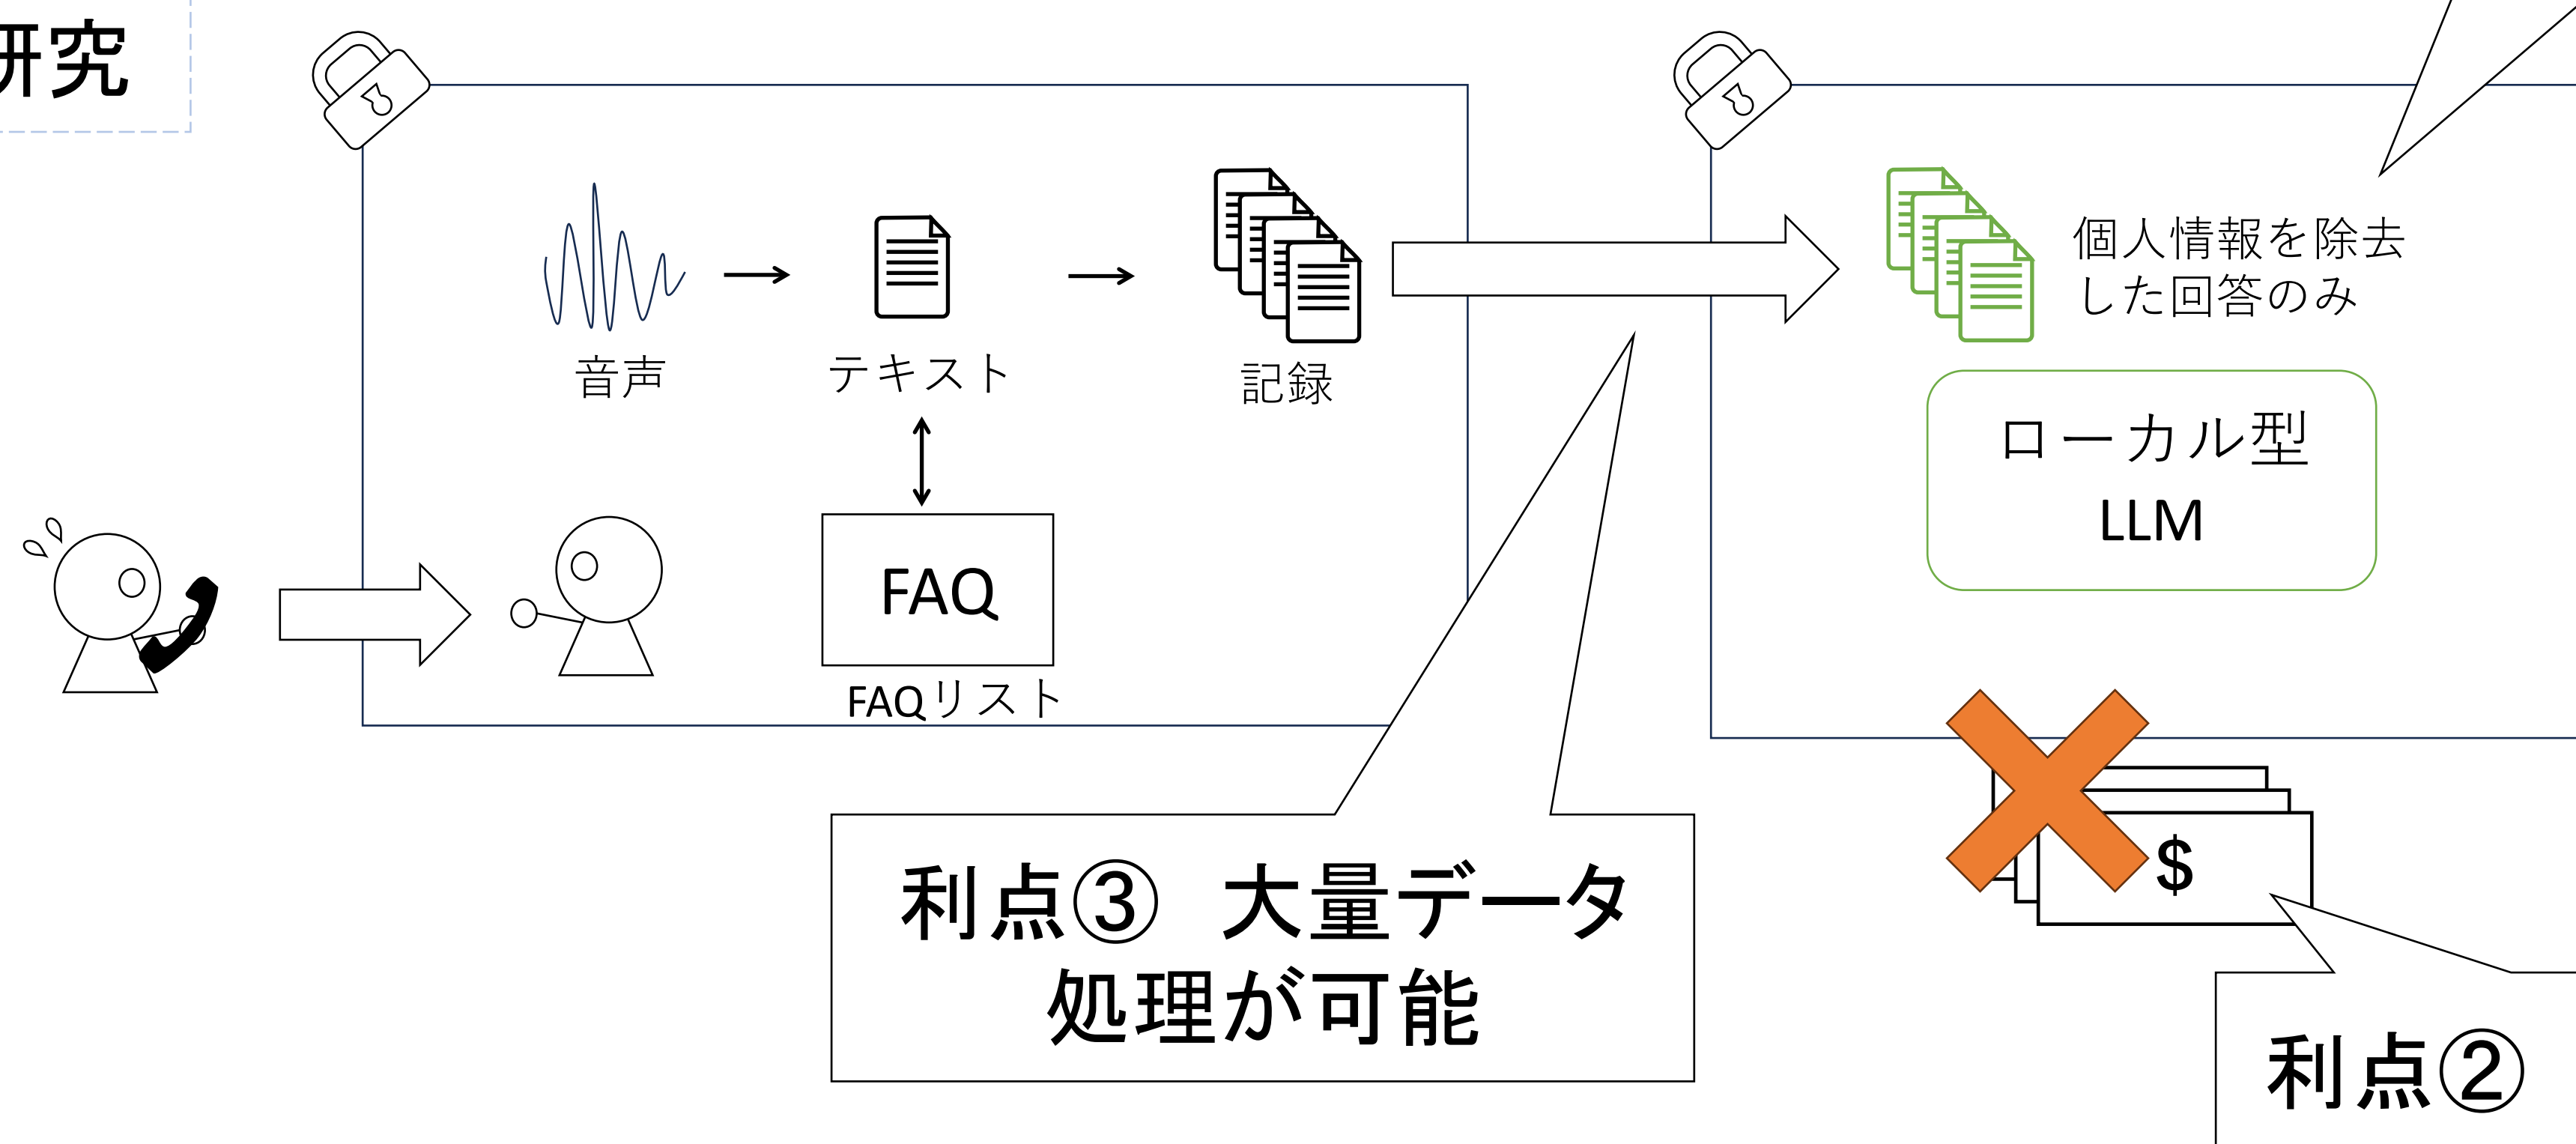 研究
音声
テキスト
記録
FAQ
FAQリスト
個人情報を除去
した回答のみ
ローカル型
LLM
利点③ 大量データ
処理が可能
$
利点②